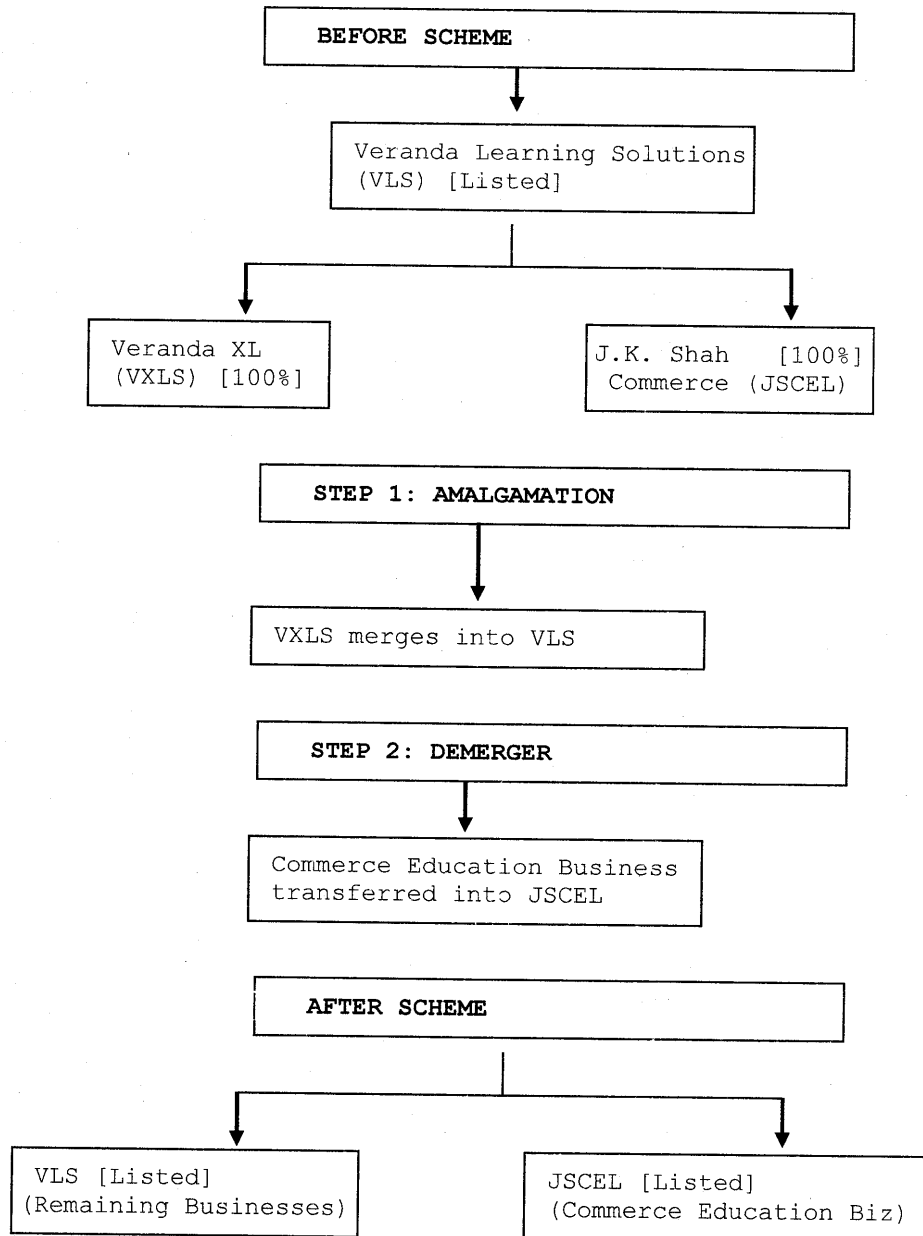 BEFORE SCHEME
Veranda Learning Solutions
(VLS) [Listed]
Veranda XL
(VXLS) [100%]
J.K. Shah [100%]
Commerce (JSCEL)
STEP 1: AMALGAMATION
VXLS merges into VLS
STEP 2: DEMERGER
Commerce Education Business
transferred into JSCEL
AFTER SCHEME
VLS [Listed]
(Remaining Businesses)
JSCEL [Listed]
(Commerce Education Biz)